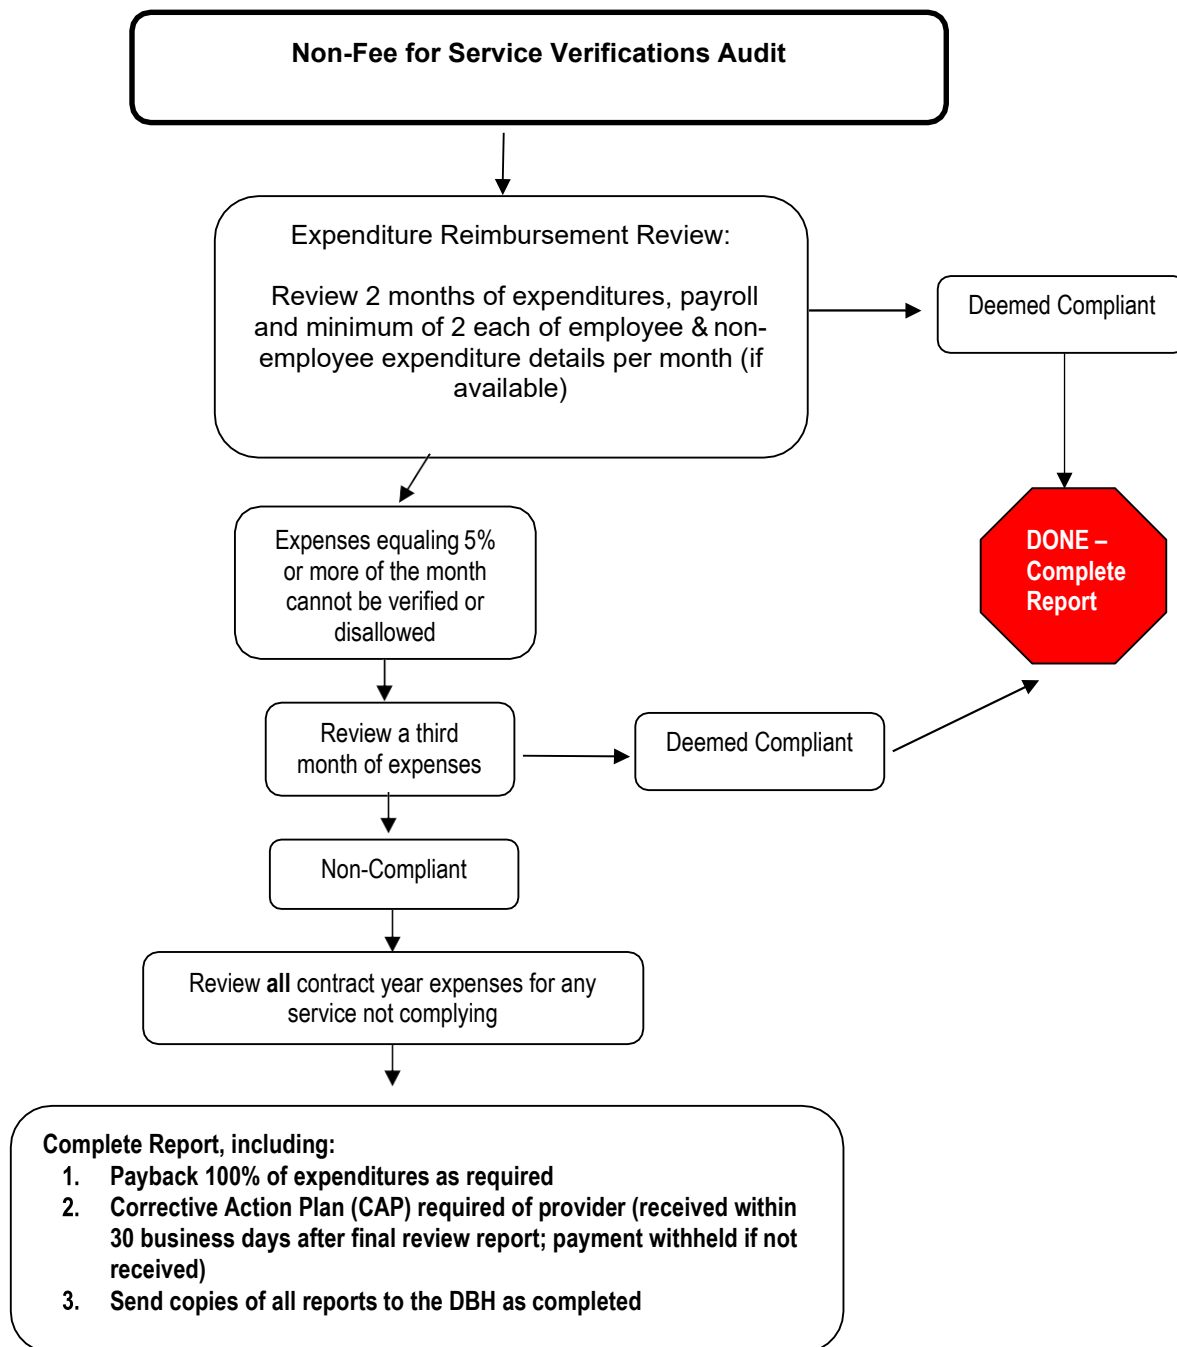 Non-Fee for Service Verifications Audit
Expenditure Reimbursement Review:
Review 2 months of expenditures, payroll
and minimum of 2 each of employee & non-
employee expenditure details per month (if
available)
Deemed Compliant
Expenses equaling 5%
or more of the month
cannot be verified or
disallowed
DONE –
Complete
Report
Review a third
month of expenses
Deemed Compliant
Non-Compliant
Review all contract year expenses for any
service not complying
Complete Report, including:
1. Payback 100% of expenditures as required
2. Corrective Action Plan (CAP) required of provider (received within
30 business days after final review report; payment withheld if not
received)
3. Send copies of all reports to the DBH as completed